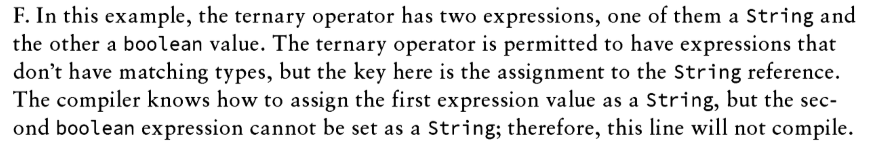 F. In this example, the ternary operator has two expressions, one of them a String and
the other a boolean value. The ternary operator is permitted to have expressions that
don’t have matching types, but the key here is the assignment to the String reference.
The compiler knows how to assign the first expression value as a String, but the sec-
ond boolean expression cannot be set as a String; therefore, this line will not compile.